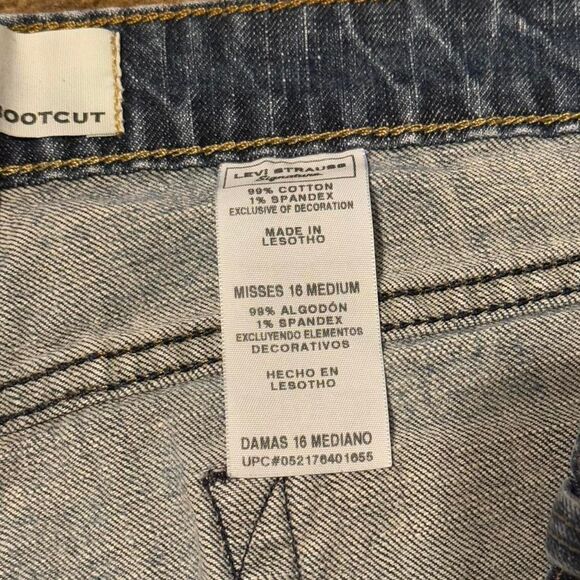 BOOTCUT
LEVI STRAUSS
Signature
99% COTTON
1% SPANDEX
EXCLUSIVE OF DECORATION
MADE IN
LESOTHO
MISSES 16 MEDIUM
99% ALGODÓN
1% SPANDEX
EXCLUYENDO ELEMENTOS
DECORATIVOS
HECHO EN
LESOTHO
DAMAS 16 MEDIANO
UPC#052176401655